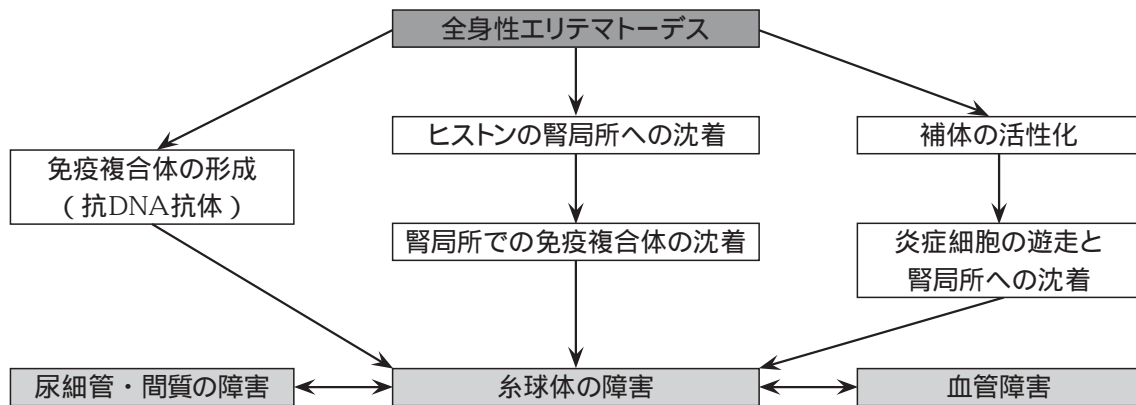 全身性エリテマトーデス
免疫複合体の形成
(抗DNA抗体)
ヒストンの腎局所への沈着
補体の活性化
腎局所での免疫複合体の沈着
炎症細胞の遊走と
腎局所への沈着
尿細管・間質の障害
糸球体の障害
血管障害